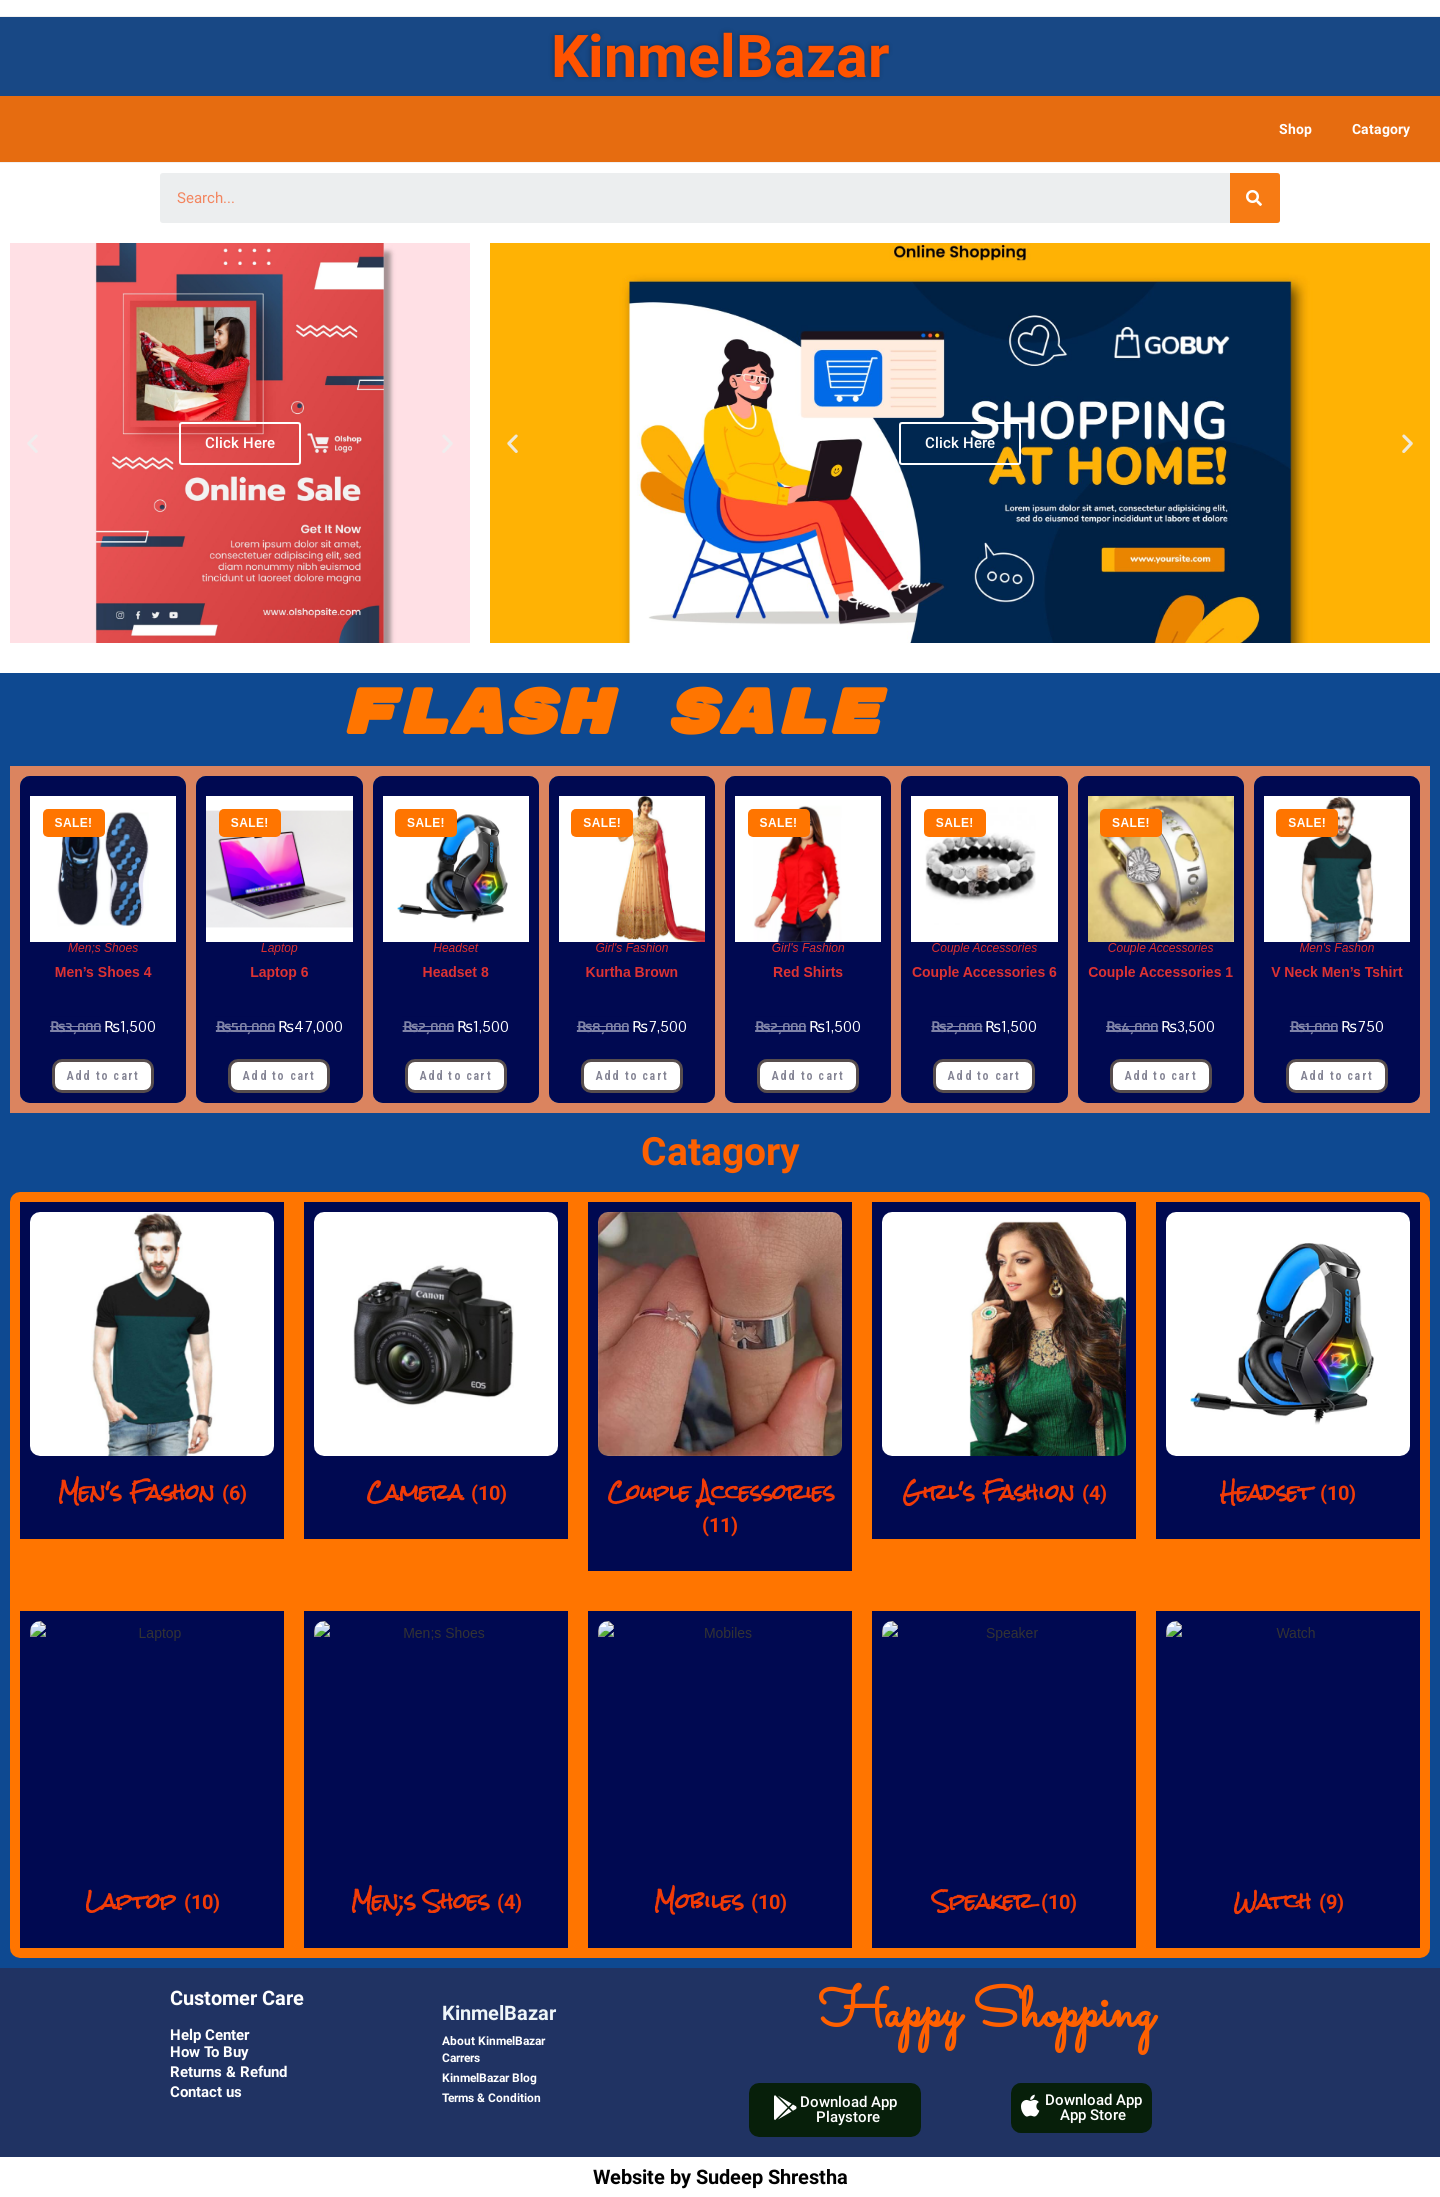 KinmelBazar
Shop Catagory
Search...
Click Here
Olshop
Logo
Online Sale
Get It Now
Lorem ipsum dolor sit amet,
consectetuer adipiscing elit, sed
diam nonummy nibh euismod
tincidunt ut laoreet dolore magna
www.olshopsite.com
Online Shopping
GOBUY
SHOPPING
AT HOME!
Click Here
Lorem ipsum dolor sit amet, consectetur adipisicing elit,
sed do eiusmod tempor incididunt ut labore et dolore
www.yoursite.com
FLASH SALE
SALE!
Men;s Shoes
Men’s Shoes 4
₨3,000 ₨1,500
Add to cart
SALE!
Laptop
Laptop 6
₨50,000 ₨47,000
Add to cart
SALE!
Headset
Headset 8
₨2,000 ₨1,500
Add to cart
SALE!
Girl's Fashion
Kurtha Brown
₨8,000 ₨7,500
Add to cart
SALE!
Girl's Fashion
Red Shirts
₨2,000 ₨1,500
Add to cart
SALE!
Couple Accessories
Couple Accessories 6
₨2,000 ₨1,500
Add to cart
SALE!
Couple Accessories
Couple Accessories 1
₨4,000 ₨3,500
Add to cart
SALE!
Men's Fashon
V Neck Men’s Tshirt
₨1,000 ₨750
Add to cart
Catagory
Men's Fashon (6)
Canon
EOS
Camera (10)
Couple Accessories
(11)
Girl's Fashion (4)
Headset (10)
Laptop
Laptop (10)
Men;s Shoes
Men;s Shoes (4)
Mobiles
Mobiles (10)
Speaker
Speaker (10)
Watch
Watch (9)
Customer Care
Help Center
How To Buy
Returns & Refund
Contact us
KinmelBazar
About KinmelBazar
Carrers
KinmelBazar Blog
Terms & Condition
Happy Shopping
Download App
Playstore
Download App
App Store
Website by Sudeep Shrestha